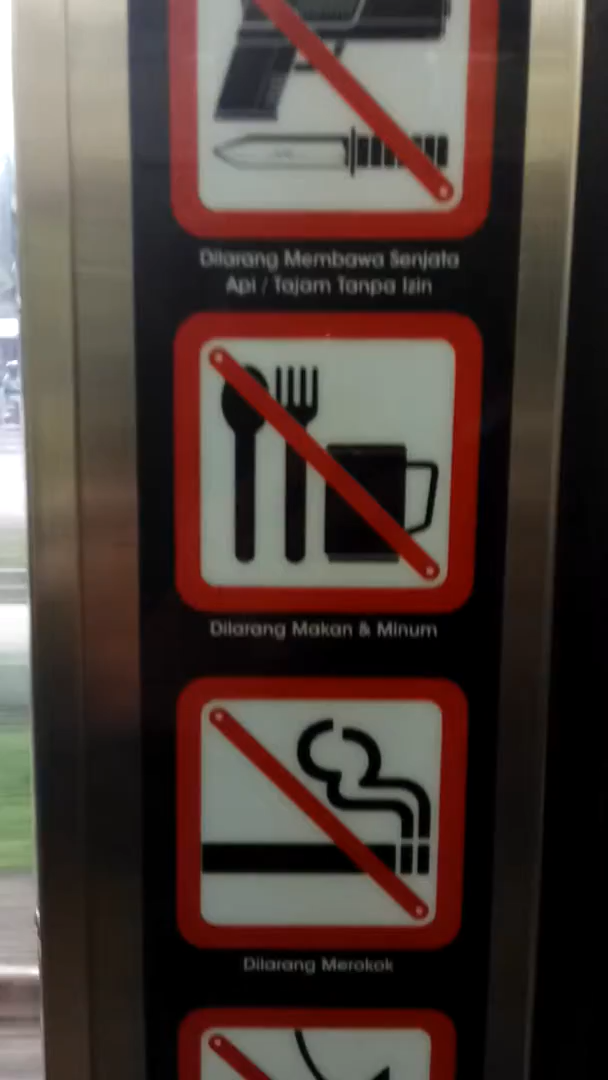 Dilarang Membawa Senjata
Api / Tajam Tanpa Izin
Dilarang Makan & Minum
Dilarang Merokok